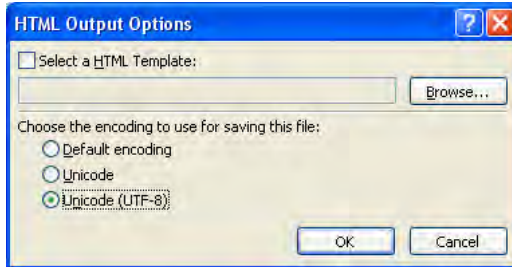 HTML Output Options
Select a HTML Template:
Browse...
Choose the encoding to use for saving this file:
Default encoding
Unicode
Unicode (UTF-8)
OK Cancel